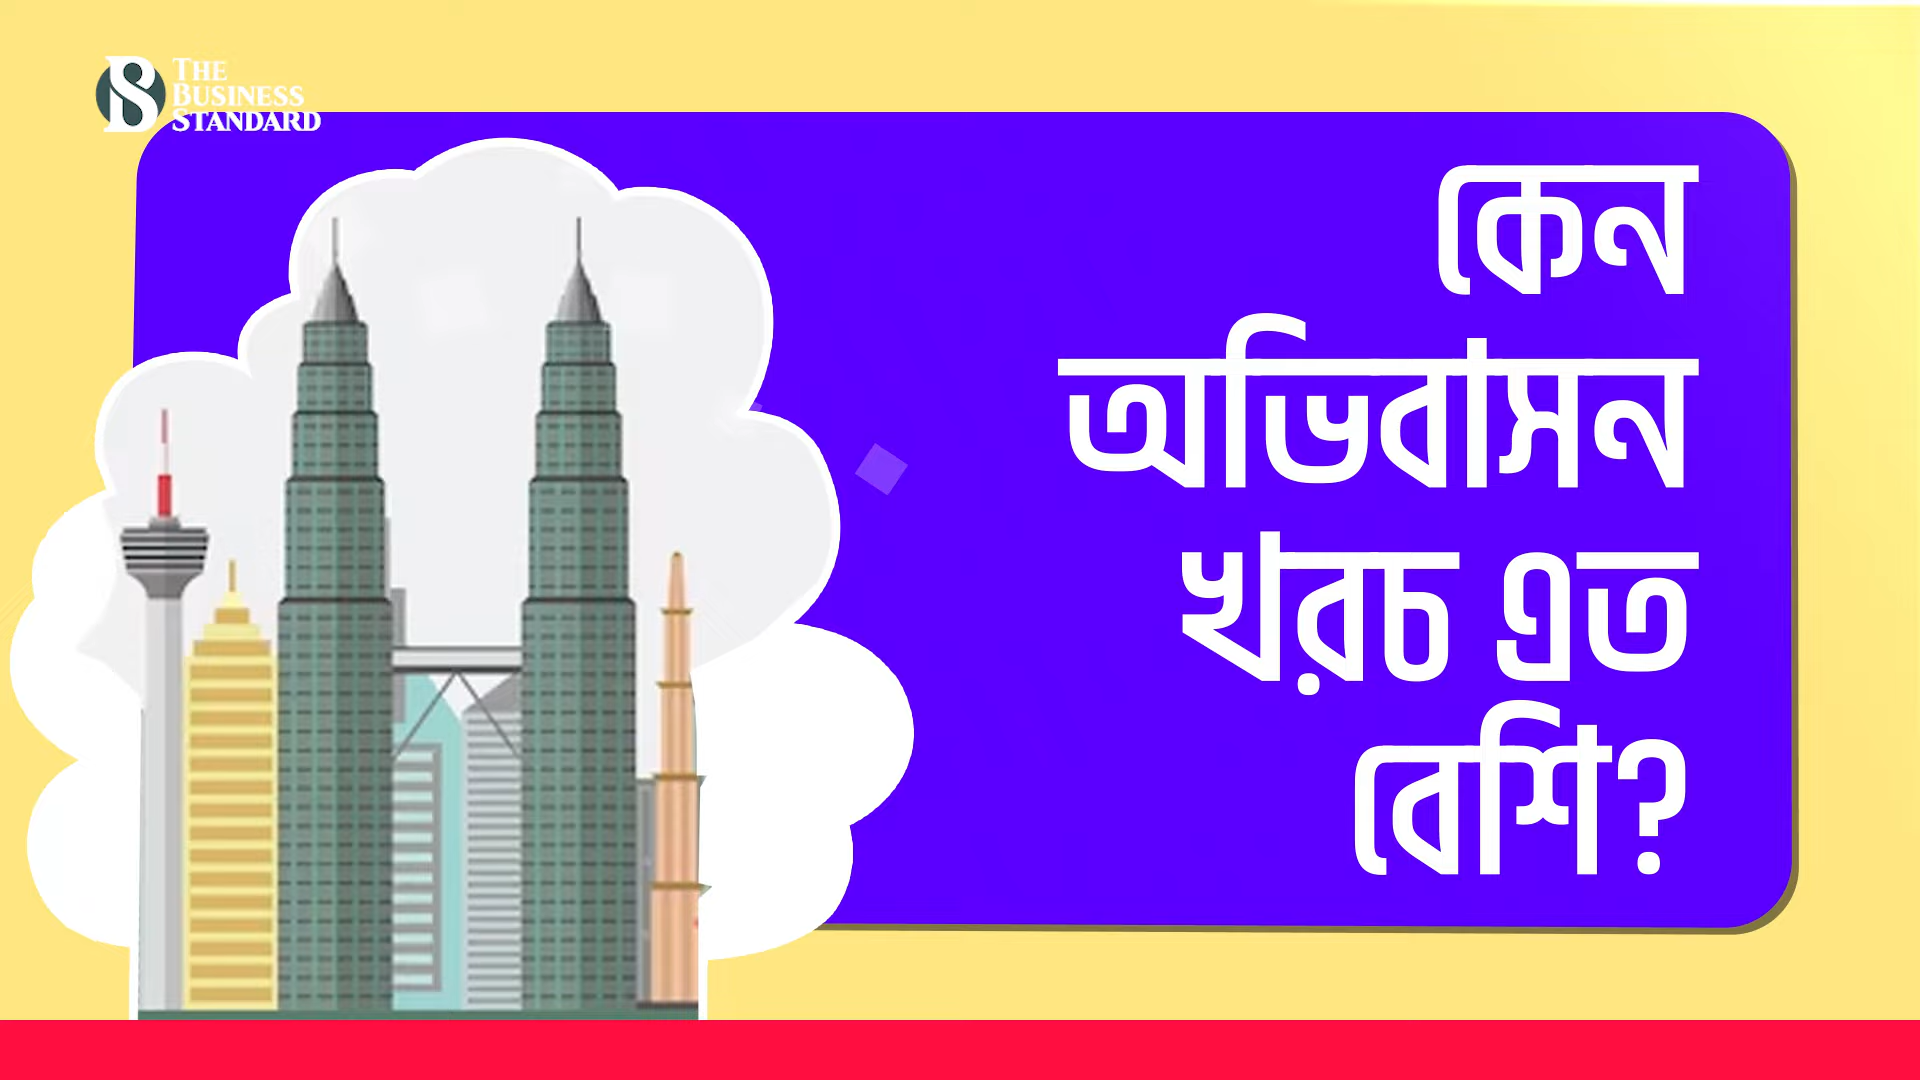 THE
BUSINESS
STANDARD
কেন
অভিবাসন
খরচ এত
বেশি?